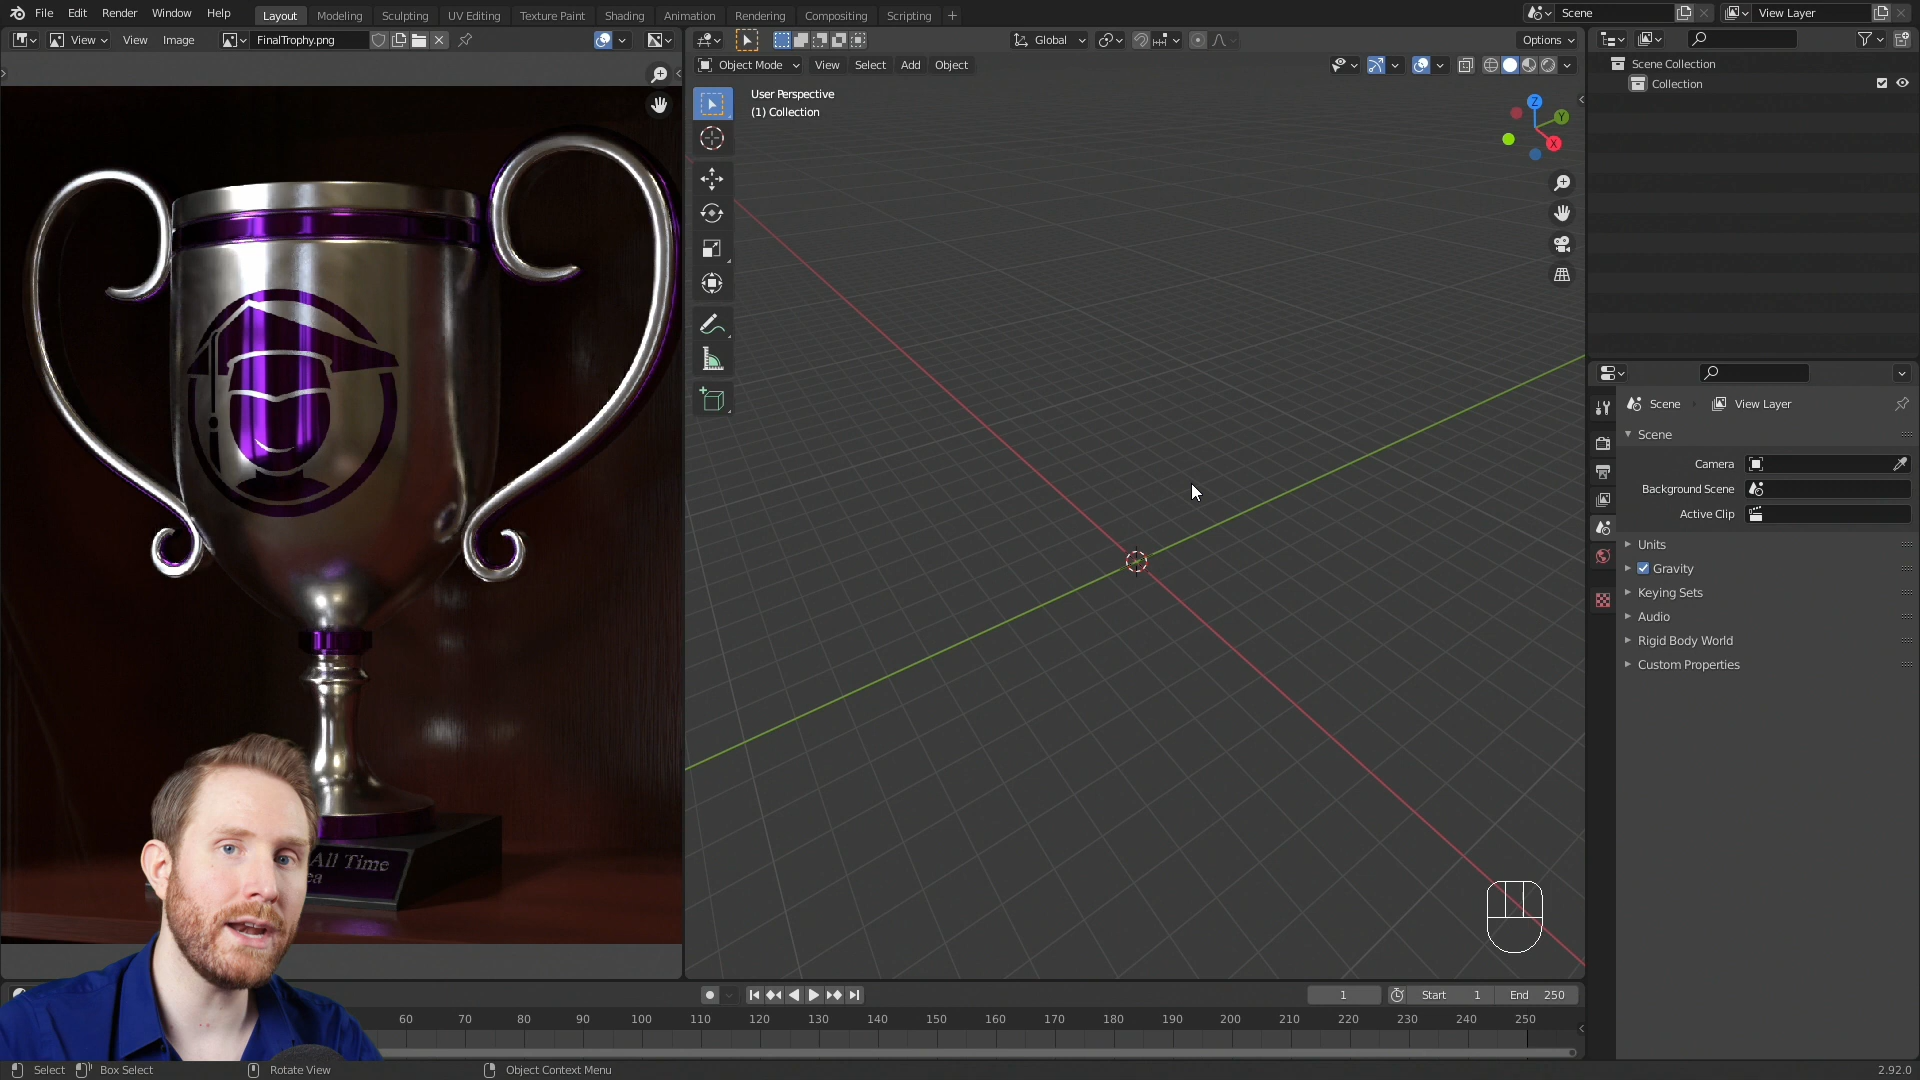 File Edit Render Window Help
Layout Modeling Sculpting UV Editing Texture Paint Shading Animation Rendering Compositing Scripting +
Scene
View Layer
View View Image FinalTrophy.png
Global
Options
Object Mode View Select Add Object
User Perspective
(1) Collection
Z
Y
X
Scene Collection
Collection
Scene View Layer
Scene
Camera
Background Scene
Active Clip
Units
Gravity
Keying Sets
Audio
Rigid Body World
Custom Properties
All Time
ea
1 Start 1 End 250
60 70 80 90 100 110 120 130 140 150 160 170 180 190 200 210 220 230 240 250
Select Box Select Rotate View Object Context Menu 2.92.0